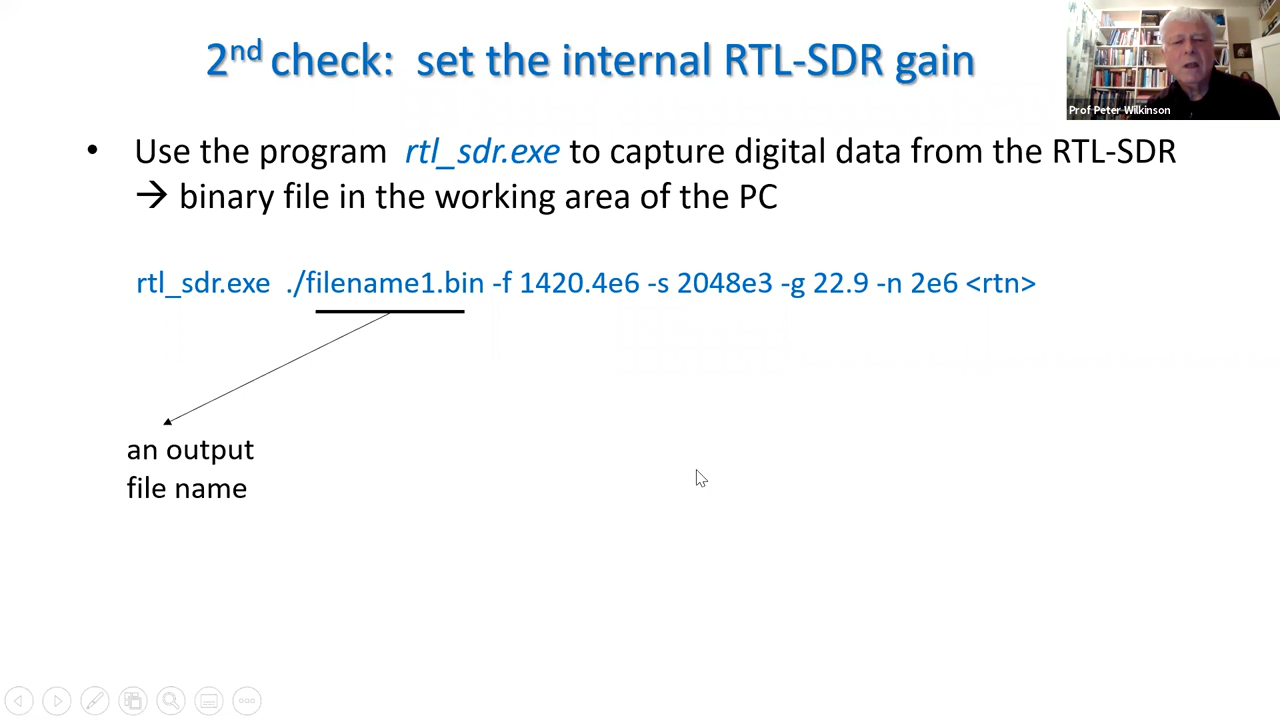 2nd check: set the internal RTL-SDR gain
Prof Peter Wilkinson
• Use the program rtl_sdr.exe to capture digital data from the RTL-SDR
→ binary file in the working area of the PC
rtl_sdr.exe ./filename1.bin -f 1420.4e6 -s 2048e3 -g 22.9 -n 2e6 <rtn>
an output
file name